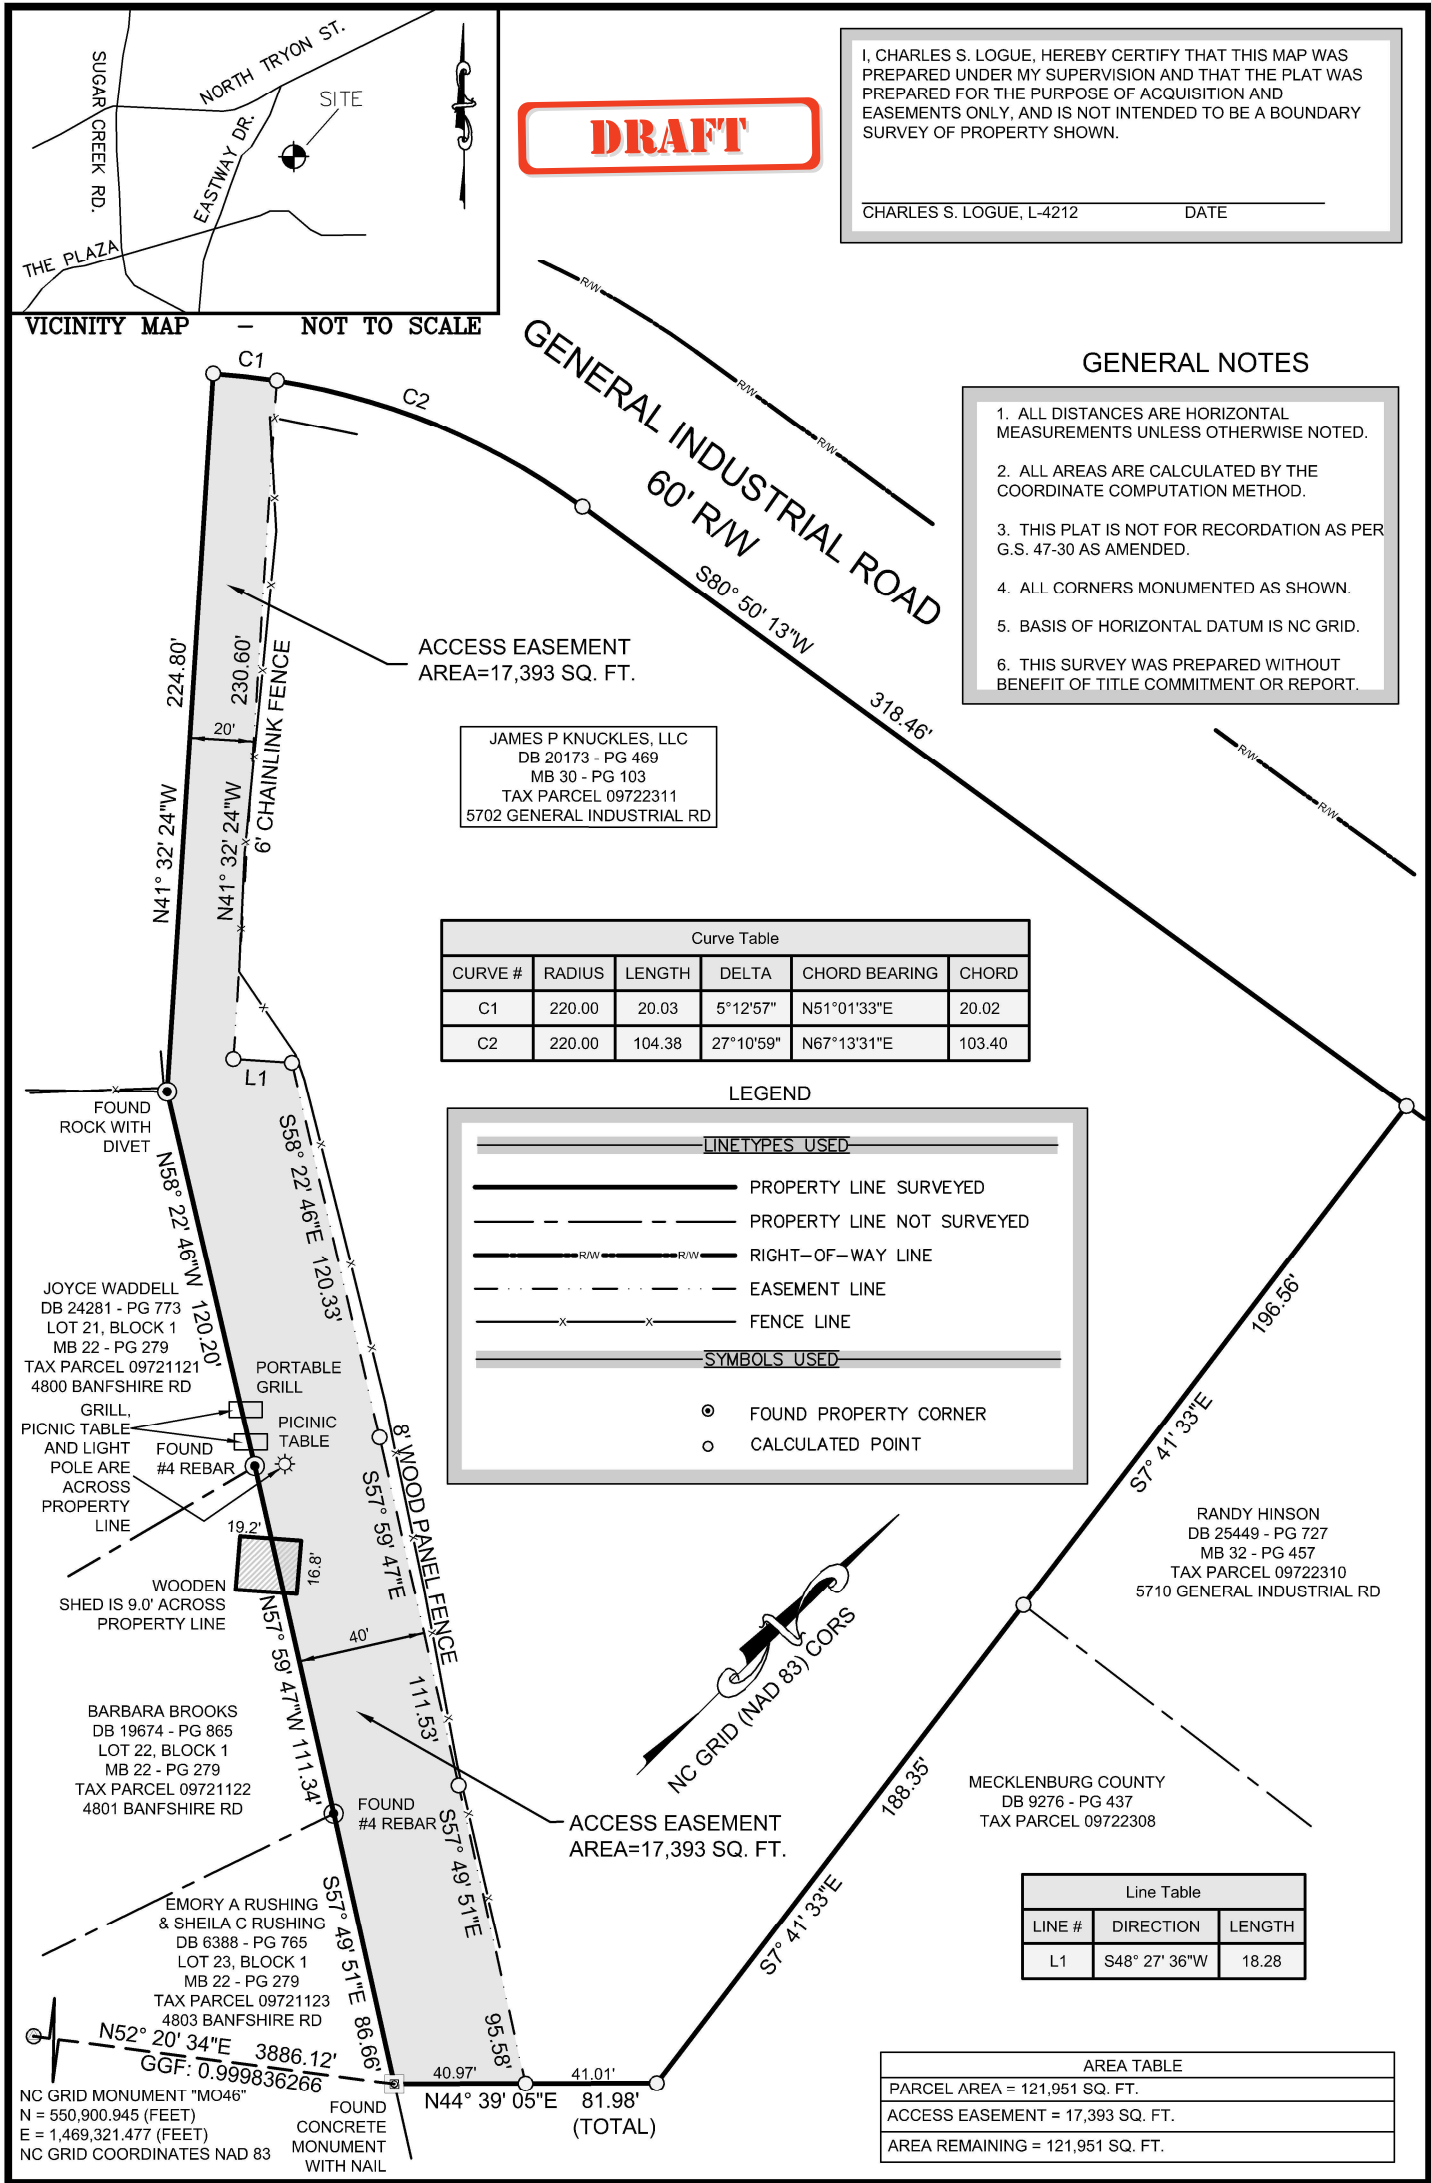 SUGAR CREEK RD.
NORTH TRYON ST.
SITE
EASTWAY DR.
THE PLAZA
VICINITY MAP - NOT TO SCALE
DRAFT
I, CHARLES S. LOGUE, HEREBY CERTIFY THAT THIS MAP WAS
PREPARED UNDER MY SUPERVISION AND THAT THE PLAT WAS
PREPARED FOR THE PURPOSE OF ACQUISITION AND
EASEMENTS ONLY, AND IS NOT INTENDED TO BE A BOUNDARY
SURVEY OF PROPERTY SHOWN.
CHARLES S. LOGUE, L-4212 DATE
R/W
R/W
R/W
GENERAL INDUSTRIAL ROAD
60' R/W
GENERAL NOTES
1. ALL DISTANCES ARE HORIZONTAL
MEASUREMENTS UNLESS OTHERWISE NOTED.
2. ALL AREAS ARE CALCULATED BY THE
COORDINATE COMPUTATION METHOD.
3. THIS PLAT IS NOT FOR RECORDATION AS PER
G.S. 47-30 AS AMENDED.
4. ALL CORNERS MONUMENTED AS SHOWN.
5. BASIS OF HORIZONTAL DATUM IS NC GRID.
6. THIS SURVEY WAS PREPARED WITHOUT
BENEFIT OF TITLE COMMITMENT OR REPORT.
R/W
R/W
C1
C2
S80° 50' 13"W
318.46'
ACCESS EASEMENT
AREA=17,393 SQ. FT.
224.80'
N41° 32' 24"W
230.60'
N41° 32' 24"W
20'
6' CHAINLINK FENCE
JAMES P KNUCKLES, LLC
DB 20173 - PG 469
MB 30 - PG 103
TAX PARCEL 09722311
5702 GENERAL INDUSTRIAL RD
Curve Table
CURVE # RADIUS LENGTH DELTA CHORD BEARING CHORD
C1 220.00 20.03 5°12'57" N51°01'33"E 20.02
C2 220.00 104.38 27°10'59" N67°13'31"E 103.40
L1
FOUND
ROCK WITH
DIVET
N58° 22' 46"W 120.20'
S58° 22' 46"E 120.33'
LEGEND
LINETYPES USED
PROPERTY LINE SURVEYED
PROPERTY LINE NOT SURVEYED
R/W R/W RIGHT-OF-WAY LINE
EASEMENT LINE
FENCE LINE
SYMBOLS USED
FOUND PROPERTY CORNER
CALCULATED POINT
JOYCE WADDELL
DB 24281 - PG 773
LOT 21, BLOCK 1
MB 22 - PG 279
TAX PARCEL 09721121
4800 BANFSHIRE RD
PORTABLE
GRILL
GRILL,
PICNIC TABLE
AND LIGHT
POLE ARE
ACROSS
PROPERTY
LINE
PICINIC
TABLE
FOUND
#4 REBAR
8' WOOD PANEL FENCE
19.2'
16.8'
WOODEN
SHED IS 9.0' ACROSS
PROPERTY LINE
S57° 59' 47"E
111.53'
N57° 59' 47"W 111.34'
40'
196.56'
S7° 41' 33"E
RANDY HINSON
DB 25449 - PG 727
MB 32 - PG 457
TAX PARCEL 09722310
5710 GENERAL INDUSTRIAL RD
NC GRID (NAD 83) CORS
BARBARA BROOKS
DB 19674 - PG 865
LOT 22, BLOCK 1
MB 22 - PG 279
TAX PARCEL 09721122
4801 BANFSHIRE RD
FOUND
#4 REBAR
ACCESS EASEMENT
AREA=17,393 SQ. FT.
188.35'
S7° 41' 33"E
MECKLENBURG COUNTY
DB 9276 - PG 437
TAX PARCEL 09722308
S57° 49' 51"E 86.66'
S57° 49' 51"E
95.58'
EMORY A RUSHING
& SHEILA C RUSHING
DB 6388 - PG 765
LOT 23, BLOCK 1
MB 22 - PG 279
TAX PARCEL 09721123
4803 BANFSHIRE RD
Line Table
LINE # DIRECTION LENGTH
L1 S48° 27' 36"W 18.28
N52° 20' 34"E 3886.12'
GGF: 0.999836266
NC GRID MONUMENT "MO46"
N = 550,900.945 (FEET)
E = 1,469,321.477 (FEET)
NC GRID COORDINATES NAD 83
FOUND
CONCRETE
MONUMENT
WITH NAIL
40.97' 41.01'
N44° 39' 05"E 81.98'
(TOTAL)
AREA TABLE
PARCEL AREA = 121,951 SQ. FT.
ACCESS EASEMENT = 17,393 SQ. FT.
AREA REMAINING = 121,951 SQ. FT.